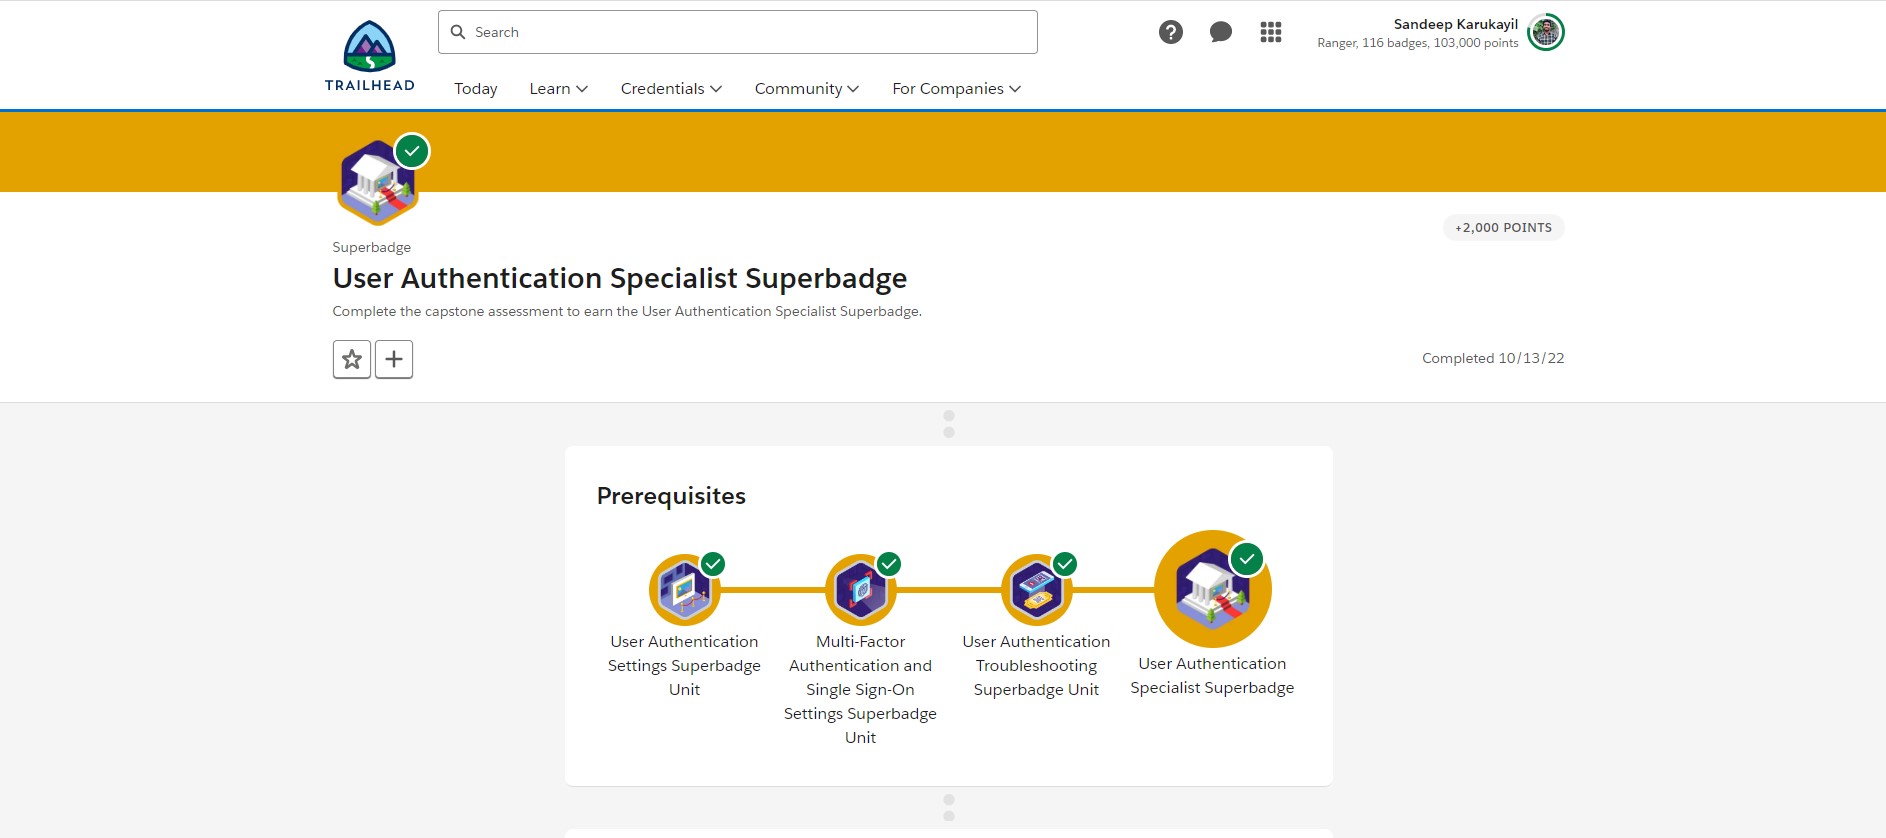 TRAILHEAD
Search
Sandeep Karukayil
Ranger, 116 badges, 103,000 points
Today
Learn
Credentials
Community
For Companies
+2,000 POINTS
Superbadge
User Authentication Specialist Superbadge
Complete the capstone assessment to earn the User Authentication Specialist Superbadge.
Completed 10/13/22
Prerequisites
User Authentication
Settings Superbadge
Unit
Multi-Factor
Authentication and
Single Sign-On
Settings Superbadge
Unit
User Authentication
Troubleshooting
Superbadge Unit
User Authentication
Specialist Superbadge